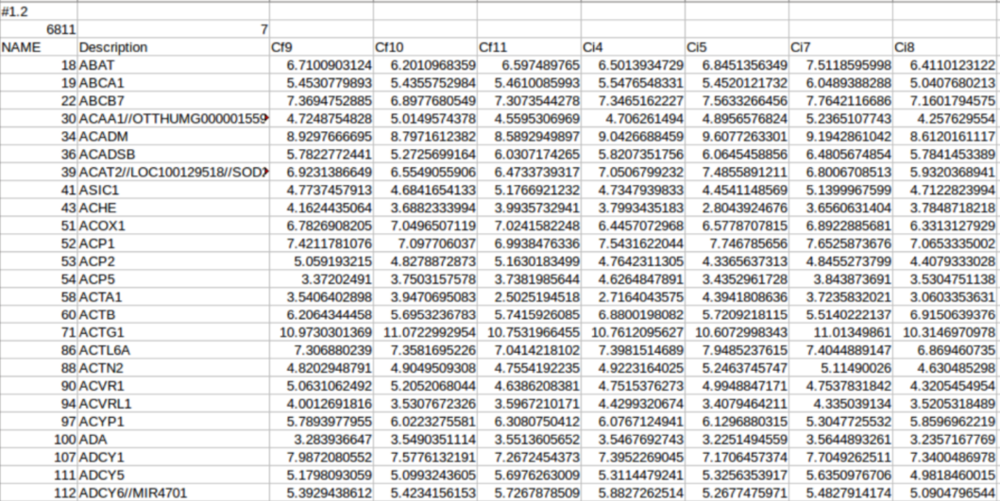 #1.2
6811 7
NAME Description Cf9 Cf10 Cf11 Ci4 Ci5 Ci7 Ci8
18 ABAT 6.7100903124 6.2010968359 6.597489765 6.5013934729 6.8451356349 7.5118595998 6.4110123122
19 ABCA1 5.4530779893 5.4355752984 5.4610085993 5.5476548331 5.4520121732 6.0489388288 5.0407680213
22 ABCB7 7.3694752885 6.8977680549 7.3073544278 7.3465162227 7.5633266456 7.7642116686 7.1601794575
30 ACAA1//OTTHUMG000001559 4.7248754828 5.0149574378 4.5595306969 4.706261494 4.8956576824 5.2365107743 4.257629554
34 ACADM 8.9297666695 8.7971612382 8.5892949897 9.0426688459 9.6077263301 9.1942861042 8.6120161117
36 ACADSB 5.7822772441 5.2725699164 6.0307174265 5.8207351756 6.0645458856 6.4805674854 5.7841453389
39 ACAT2//LOC100129518//SOD 6.9231386649 6.5549055906 6.4733739317 7.0506799232 7.4855891211 6.8006708513 5.9320368941
41 ASIC1 4.7737457913 4.6841654133 5.1766921232 4.7347939833 4.4541148569 5.1399967599 4.7122823994
43 ACHE 4.1624435064 3.6882333994 3.9935732941 3.7993435183 2.8043924676 3.6560631404 3.7848718218
51 ACOX1 6.7826908205 7.0496507119 7.0241582248 6.4457072968 6.5778707815 6.8922885681 6.3313127929
52 ACP1 7.4211781076 7.097706037 6.9938476336 7.5431622044 7.746785656 7.6525873676 7.0653335002
53 ACP2 5.059193215 4.8278872873 5.1630183499 4.7642311305 4.3365637313 4.8455273799 4.4079333028
54 ACP5 3.37202491 3.7503157578 3.7381985644 4.6264847891 3.4352961728 3.843873691 3.5304751138
58 ACTA1 3.5406402898 3.9470695083 2.5025194518 2.7164043575 4.3941808636 3.7235832021 3.0603353631
60 ACTB 6.2064344458 5.6953236783 5.7415926085 6.8800198082 5.7209218115 5.5140222137 6.9150639376
71 ACTG1 10.9730301369 11.0722992954 10.7531966455 10.7612095627 10.6072998343 11.01349861 10.3146970978
86 ACTL6A 7.306880239 7.3581695226 7.0414218102 7.3981514689 7.9485237615 7.4044889147 6.869460735
88 ACTN2 4.8202948791 4.9049509308 4.7554192235 4.9223164025 5.2463745747 5.11490026 4.630485298
90 ACVR1 5.0631062492 5.2052068044 4.6386208381 4.7515376273 4.9948847171 4.7537831842 4.3205454954
94 ACVRL1 4.0012691816 3.5307672326 3.5967210171 4.4299320674 3.4079464211 4.335039134 3.5205318489
97 ACYP1 5.7893977955 6.0223275581 6.3080750412 6.0767124941 6.1296880315 5.3047725532 5.8596962219
100 ADA 3.283936647 3.5490351114 3.5513605652 3.5467692743 3.2251494559 3.5644893261 3.2357167769
107 ADCY1 7.9872080552 7.5776132191 7.2672454373 7.3952269045 7.1706457374 7.7049262511 7.3400486978
111 ADCY5 5.1798093059 5.0993243605 5.6976263009 5.3114479241 5.3256353917 5.6350976706 4.9818460015
112 ADCY6//MIR4701 5.3929438612 5.4234156153 5.7267878509 5.8827262514 5.2677475971 5.4827914174 5.0904796544